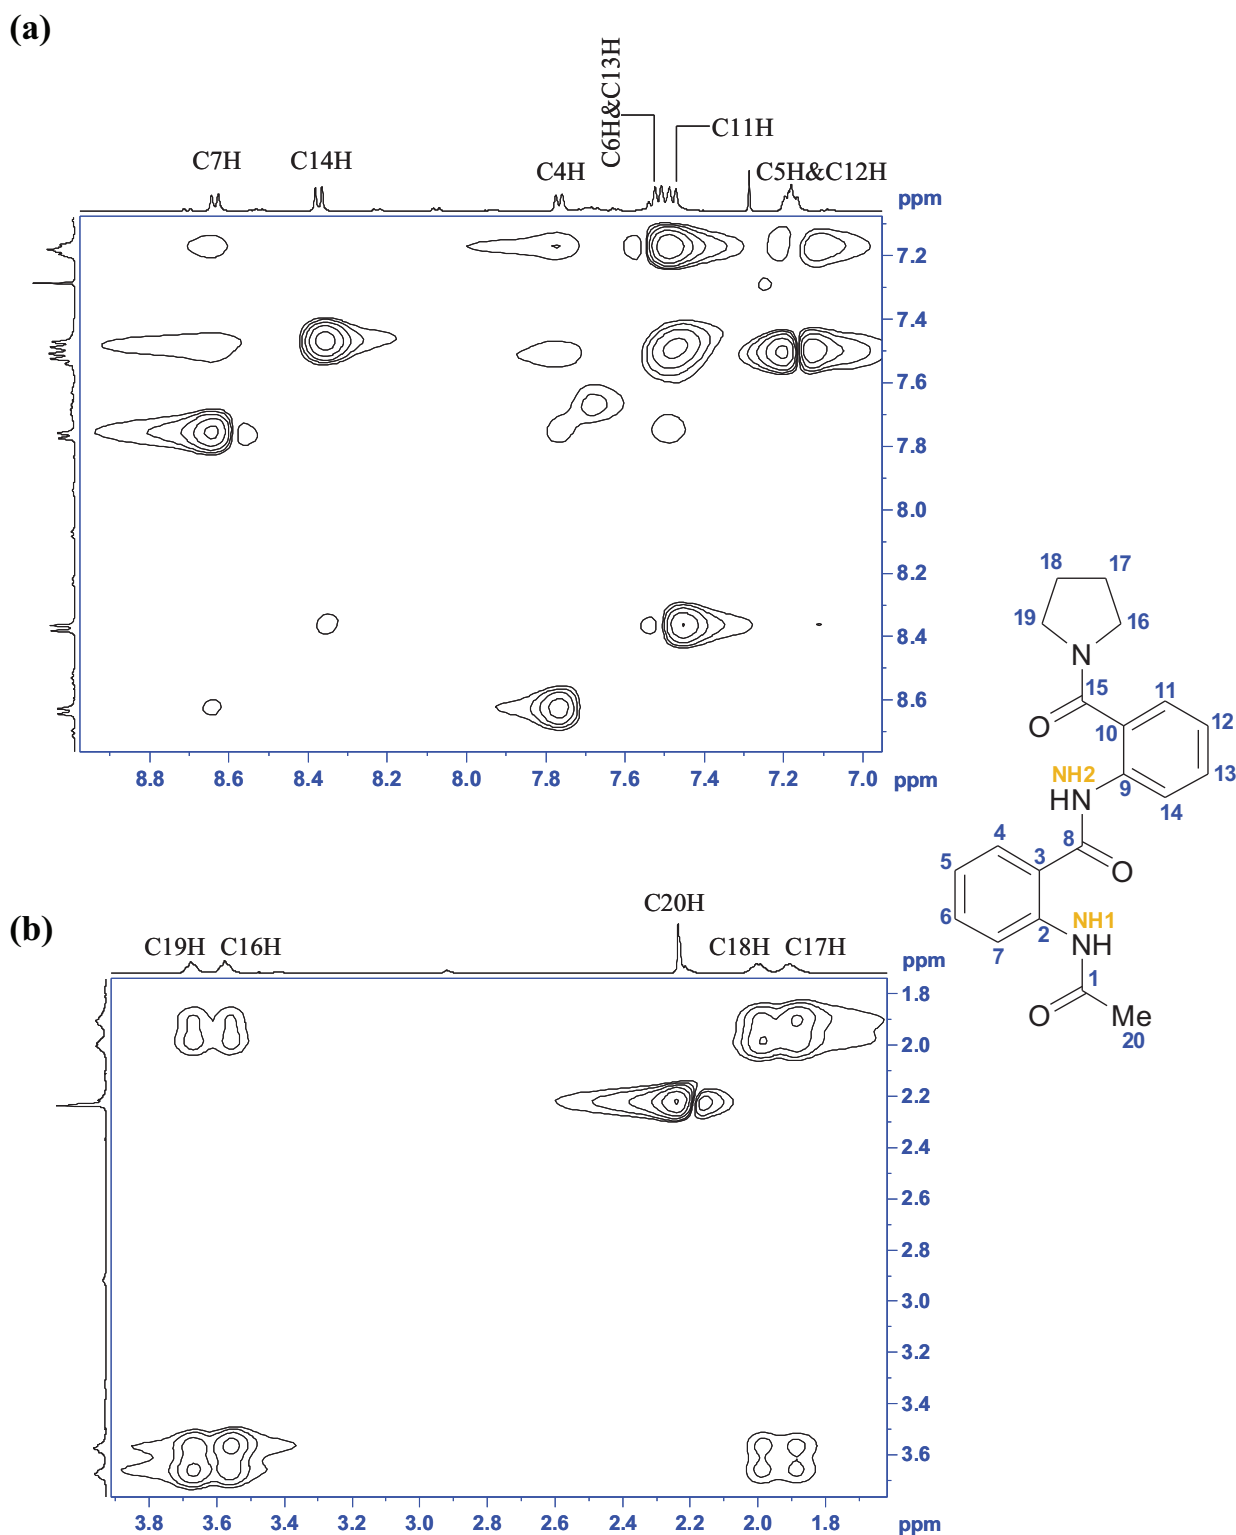 (a)
C6H&C13H
C11H
C7H
C14H
C4H
C5H&C12H
ppm
7.2
7.4
7.6
7.8
8.0
8.2
8.4
8.6
8.8 8.6 8.4 8.2 8.0 7.8 7.6 7.4 7.2 7.0 ppm
18
17
19
16
N
15
11
O
10
12
NH2
9
13
HN
14
4
8
5
3
O
6
NH1
2
NH
7
1
O
Me
20
(b)
C20H
C19H C16H
C18H C17H
ppm
1.8
2.0
2.2
2.4
2.6
2.8
3.0
3.2
3.4
3.6
3.8 3.6 3.4 3.2 3.0 2.8 2.6 2.4 2.2 2.0 1.8 ppm